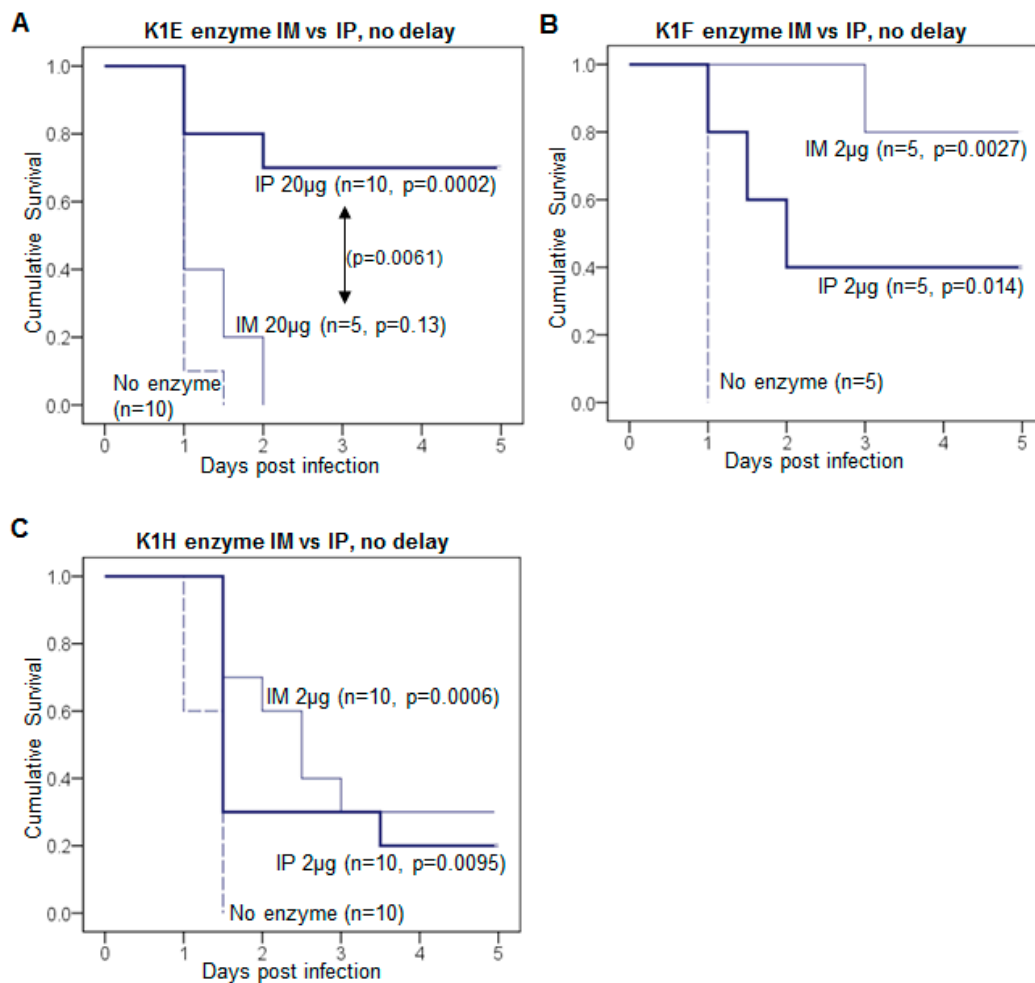 A
K1E enzyme IM vs IP, no delay
Cumulative Survival
1.0
0.8
0.6
0.4
0.2
0.0
IP 20µg (n=10, p=0.0002)
(p=0.0061)
IM 20µg (n=5, p=0.13)
No enzyme
(n=10)
0 1 2 3 4 5
Days post infection
B
K1F enzyme IM vs IP, no delay
Cumulative Survival
1.0
0.8
0.6
0.4
0.2
0.0
IM 2µg (n=5, p=0.0027)
IP 2µg (n=5, p=0.014)
No enzyme (n=5)
0 1 2 3 4 5
Days post infection
C
K1H enzyme IM vs IP, no delay
Cumulative Survival
1.0
0.8
0.6
0.4
0.2
0.0
IM 2µg (n=10, p=0.0006)
IP 2µg (n=10, p=0.0095)
No enzyme (n=10)
0 1 2 3 4 5
Days post infection